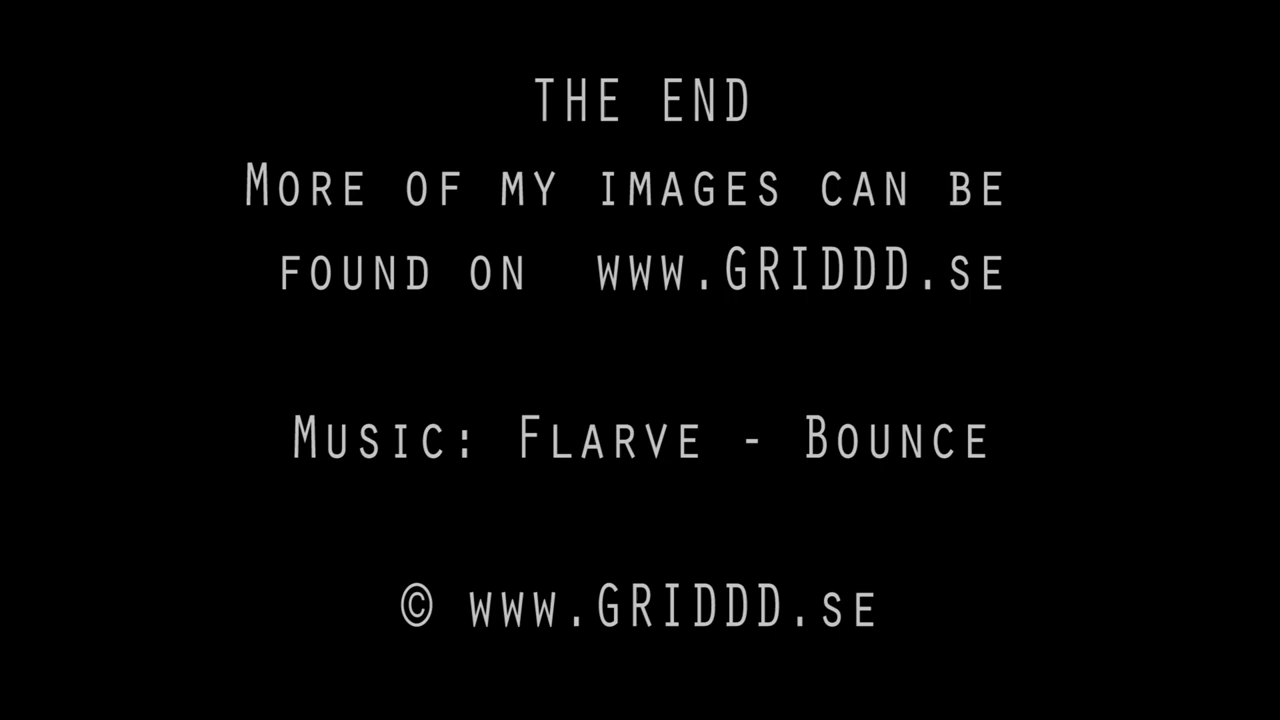 THE END
More of my images can be
found on www.GRIDDD.se
Music: Flarve - Bounce
© www.GRIDDD.se